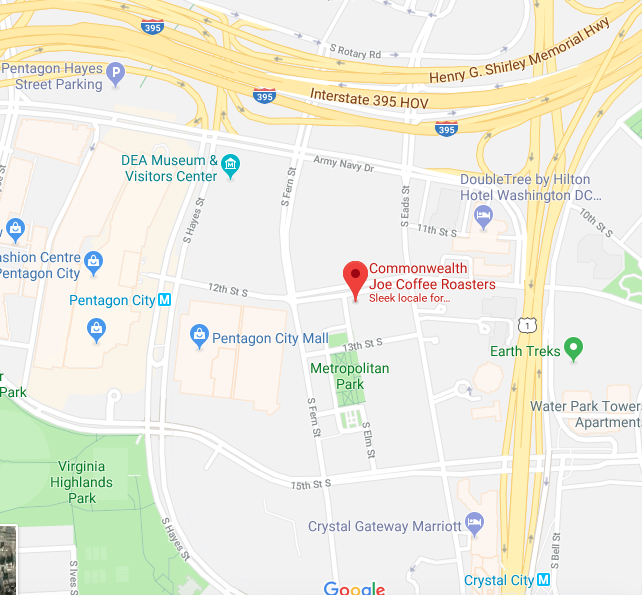 395
S Rotary Rd
Henry G. Shirley Memorial Hwy
Pentagon Hayes
Street Parking
P
395
Interstate 395 HOV
395
DEA Museum &
Visitors Center
Army Navy Dr
S Fern St
S Hayes St
S Eads St
DoubleTree by Hilton
Hotel Washington DC...
10th St S
11th St S
ashion Centre
Pentagon City
Commonwealth
Joe Coffee Roasters
Sleek locale for...
12th St S
Pentagon City M
1
Pentagon City Mall
13th St S
Earth Treks
Metropolitan
Park
Park
Water Park Towers
Apartment
S Fern St
S Elm St
Virginia
Highlands
Park
15th St S
S Hayes St
Crystal Gateway Marriott
S Bell St
S Ives S
Crystal City M
Google